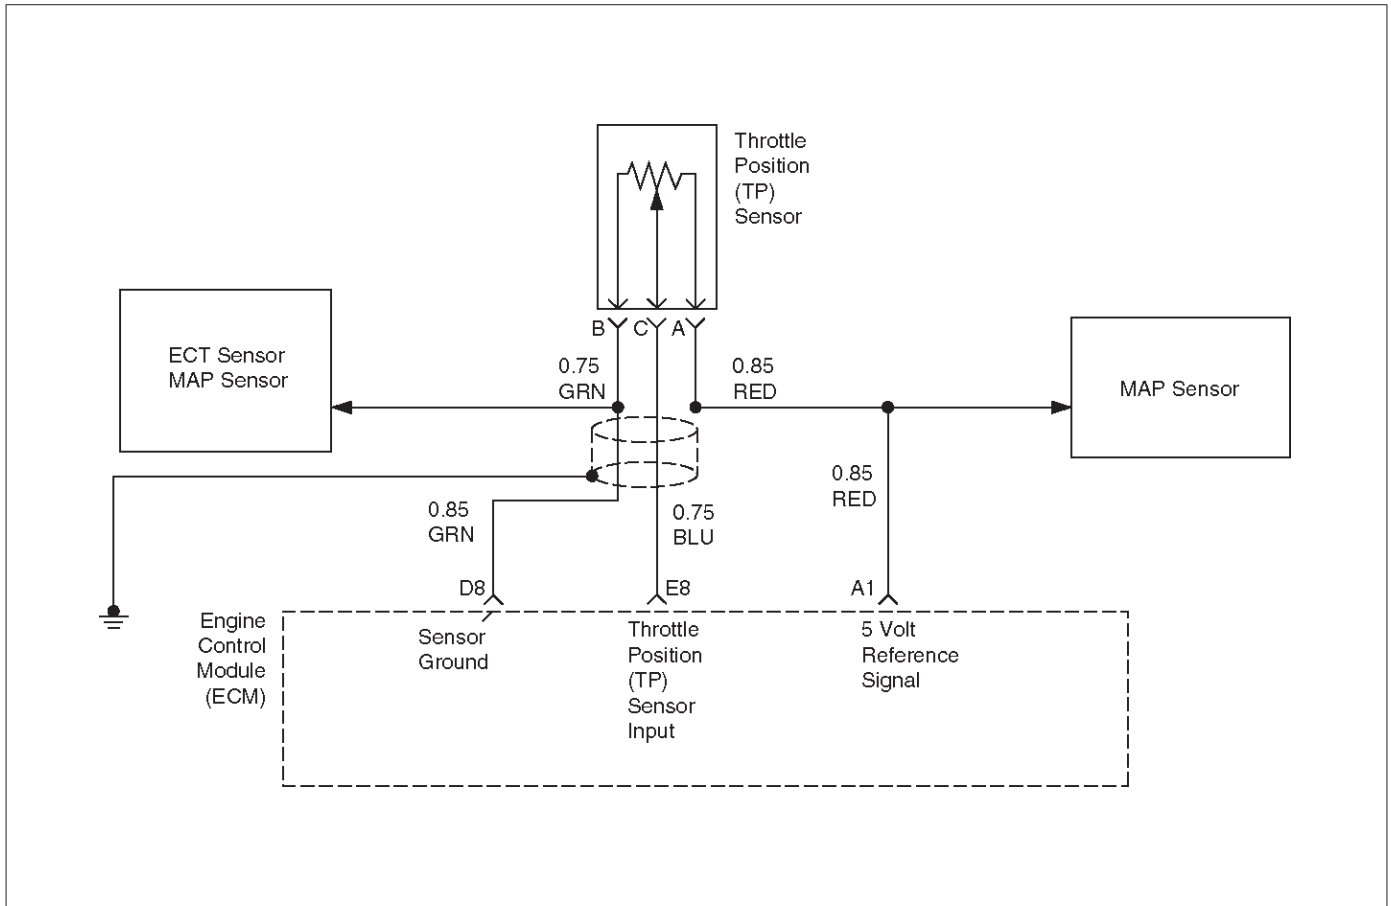 Throttle
Position
(TP)
Sensor
ECT Sensor
MAP Sensor
B
C
A
0.75
GRN
0.85
RED
MAP Sensor
0.85
GRN
0.75
BLU
0.85
RED
D8
E8
A1
Engine
Control
Module
(ECM)
Sensor
Ground
Throttle
Position
(TP)
Sensor
Input
5 Volt
Reference
Signal